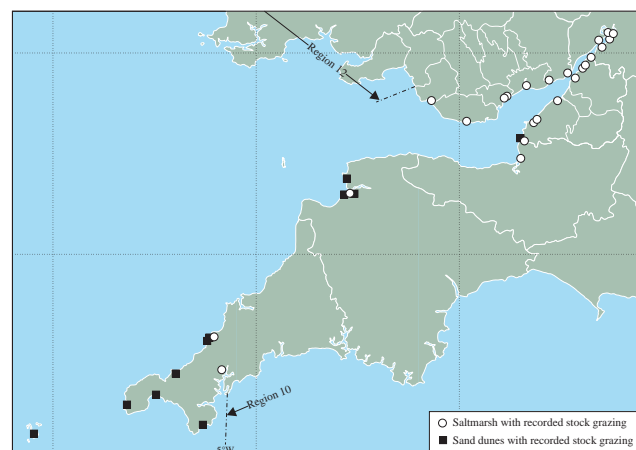 Region 12
Region 10
5°W
Saltmarsh with recorded stock grazing
Sand dunes with recorded stock grazing